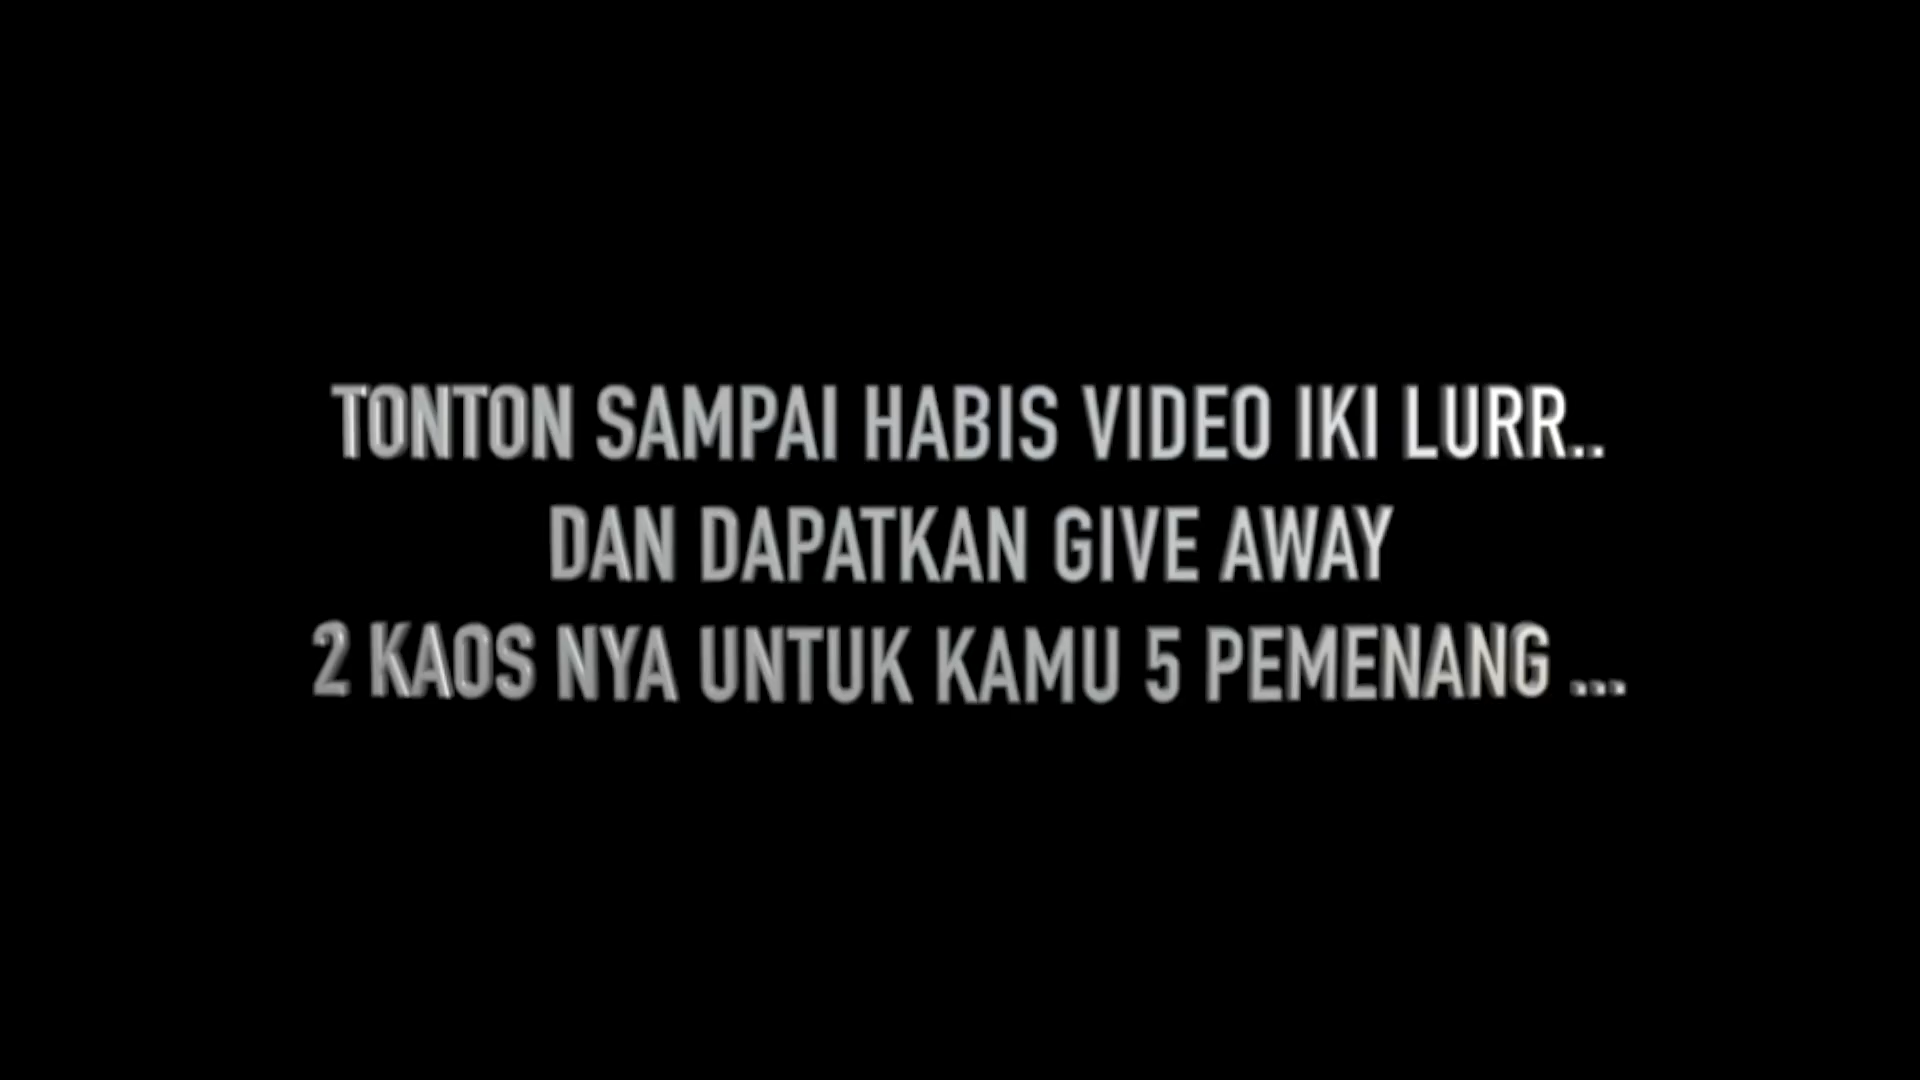 TONTON SAMPAI HABIS VIDEO IKI LURR..
DAN DAPATKAN GIVE AWAY
2 KAOS NYA UNTUK KAMU 5 PEMENANG ...